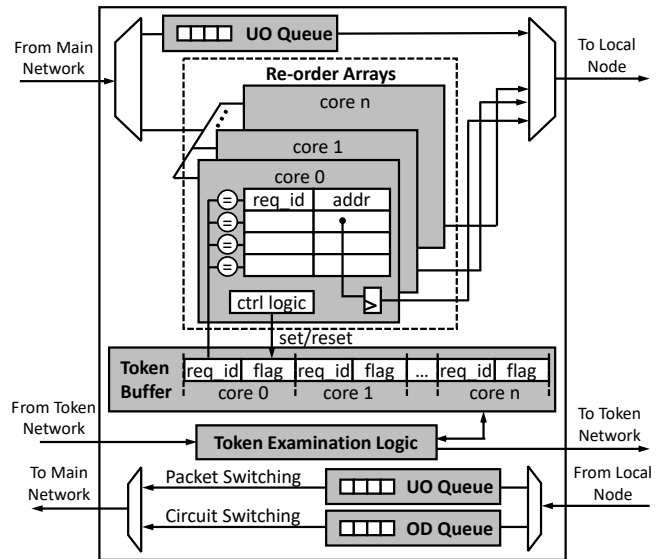 From Main
Network
UO Queue
To Local
Node
Re-order Arrays
core n
core 1
core 0
req_id addr
=
=
=
=
ctrl logic
set/reset
Token
Buffer
req_id flag req_id flag ... req_id flag
core 0 core 1 core n
From Token
Network
Token Examination Logic
To Token
Network
To Main
Network
Packet Switching
UO Queue
From Local
Node
Circuit Switching
OD Queue